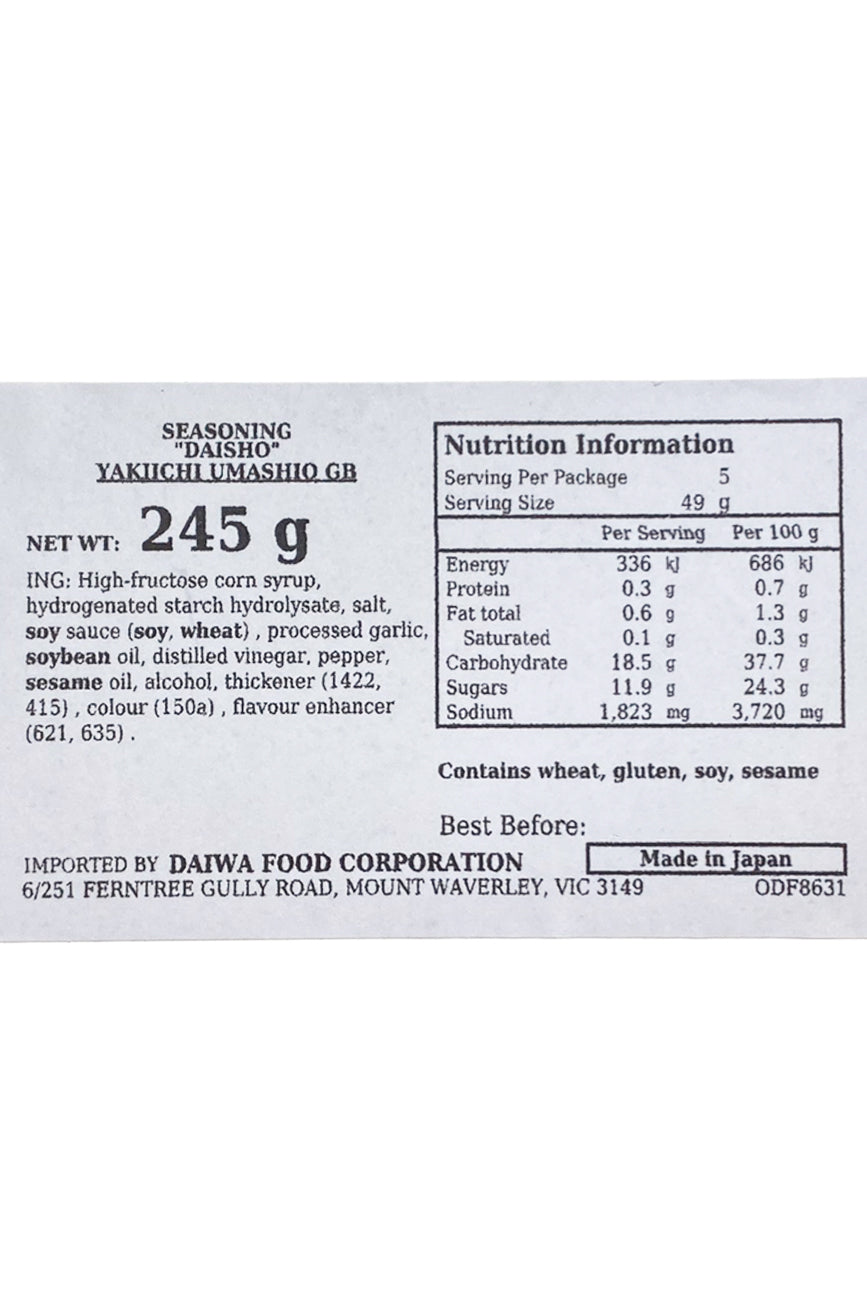 SEASONING
"DAISHO"
YAKIICHI UMASHIO GB
NET WT: 245 g
ING: High-fructose corn syrup,
hydrogenated starch hydrolysate, salt,
soy sauce (soy, wheat) , processed garlic,
soybean oil, distilled vinegar, pepper,
sesame oil, alcohol, thickener (1422,
415) , colour (150a) , flavour enhancer
(621, 635) .
Nutrition Information
Serving Per Package 5
Serving Size 49 g
Per Serving Per 100 g
Energy 336 kJ 686 kJ
Protein 0.3 g 0.7 g
Fat total 0.6 g 1.3 g
Saturated 0.1 g 0.3 g
Carbohydrate 18.5 g 37.7 g
Sugars 11.9 g 24.3 g
Sodium 1,823 mg 3,720 mg
Contains wheat, gluten, soy, sesame
Best Before:
IMPORTED BY DAIWA FOOD CORPORATION
Made in Japan
6/251 FERNTREE GULLY ROAD, MOUNT WAVERLEY, VIC 3149
ODF8631